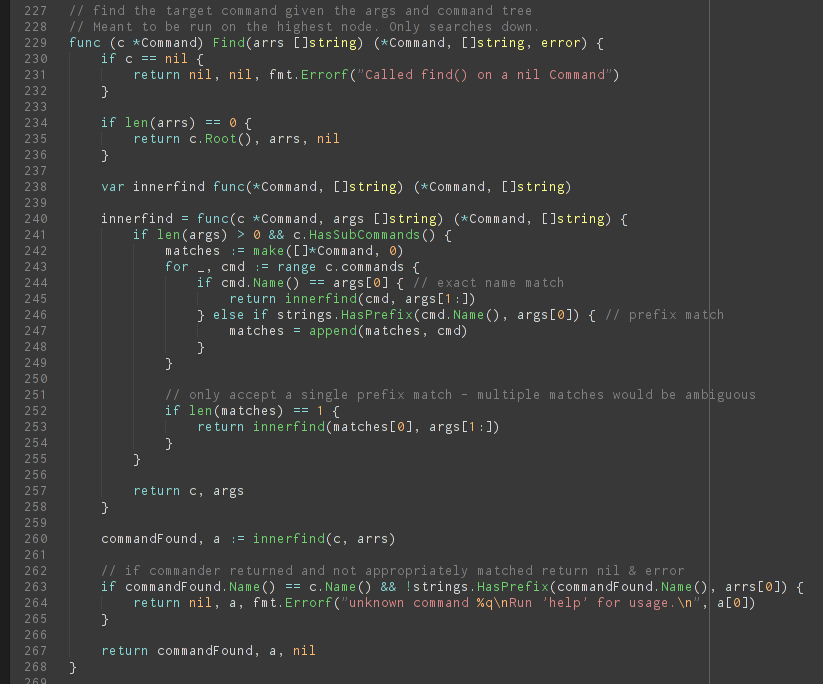 227 // find the target command given the args and command tree
228 // Meant to be run on the highest node. Only searches down.
229 func (c *Command) Find(arrs []string) (*Command, []string, error) {
230     if c == nil {
231         return nil, nil, fmt.Errorf("Called find() on a nil Command")
232     }
233
234     if len(arrs) == 0 {
235         return c.Root(), arrs, nil
236     }
237
238     var innerfind func(*Command, []string) (*Command, []string)
239
240     innerfind = func(c *Command, args []string) (*Command, []string) {
241         if len(args) > 0 && c.HasSubCommands() {
242             matches := make([]*Command, 0)
243             for _, cmd := range c.commands {
244                 if cmd.Name() == args[0] { // exact name match
245                     return innerfind(cmd, args[1:])
246                 } else if strings.HasPrefix(cmd.Name(), args[0]) { // prefix match
247                     matches = append(matches, cmd)
248                 }
249             }
250
251             // only accept a single prefix match - multiple matches would be ambiguous
252             if len(matches) == 1 {
253                 return innerfind(matches[0], args[1:])
254             }
255         }
256
257         return c, args
258     }
259
260     commandFound, a := innerfind(c, arrs)
261
262     // if commander returned and not appropriately matched return nil & error
263     if commandFound.Name() == c.Name() && !strings.HasPrefix(commandFound.Name(), arrs[0]) {
264         return nil, a, fmt.Errorf("unknown command %q\nRun 'help' for usage.\n", a[0])
265     }
266
267     return commandFound, a, nil
268 }
269